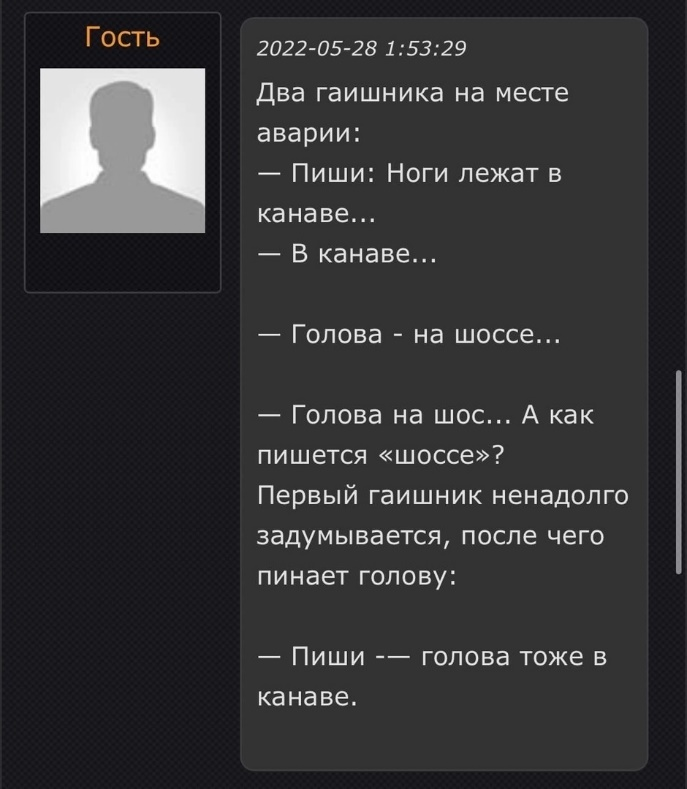 Гость
2022-05-28 1:53:29
Два гаишника на месте
аварии:
— Пиши: Ноги лежат в
канаве...
— В канаве...
— Голова - на шоссе...
— Голова на шос... А как
пишется «шоссе»?
Первый гаишник ненадолго
задумывается, после чего
пинает голову:
— Пиши -— голова тоже в
канаве.